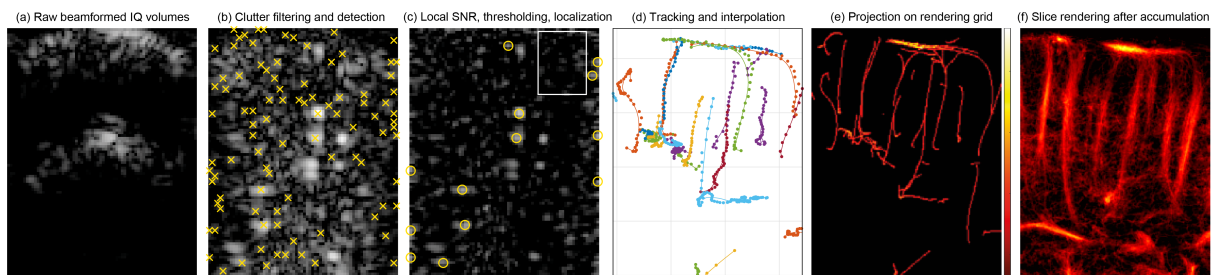 (a) Raw beamformed IQ volumes
(b) Clutter filtering and detection
(c) Local SNR, thresholding, localization
(d) Tracking and interpolation
(e) Projection on rendering grid
(f) Slice rendering after accumulation